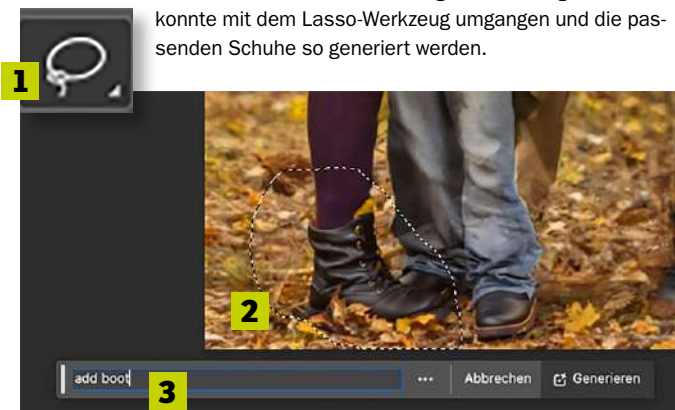 konnte mit dem Lasso-Werkzeug umgangen und die pas-
senden Schuhe so generiert werden.
1
2
add boot
3
... Abbrechen Generieren